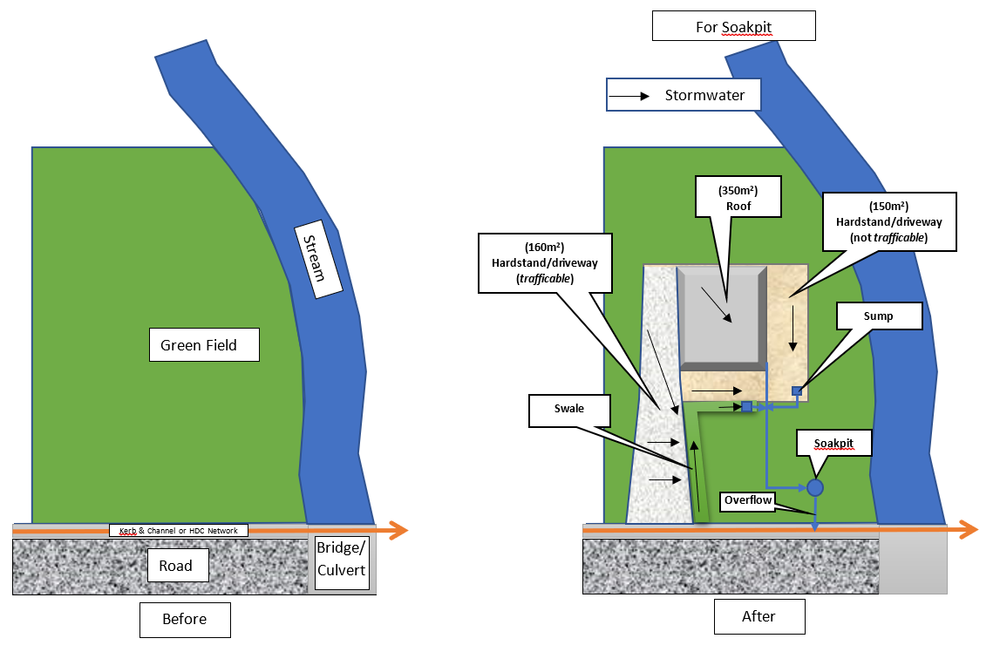 For Soakpit
Stormwater
(350m²)
Roof
(150m²)
Hardstand/driveway
(not trafficable)
(160m²)
Hardstand/driveway
(trafficable)
Stream
Sump
Green Field
Swale
Soakpit
Overflow
Kerb & Channel or HDC Network
Road
Bridge/
Culvert
Before
After